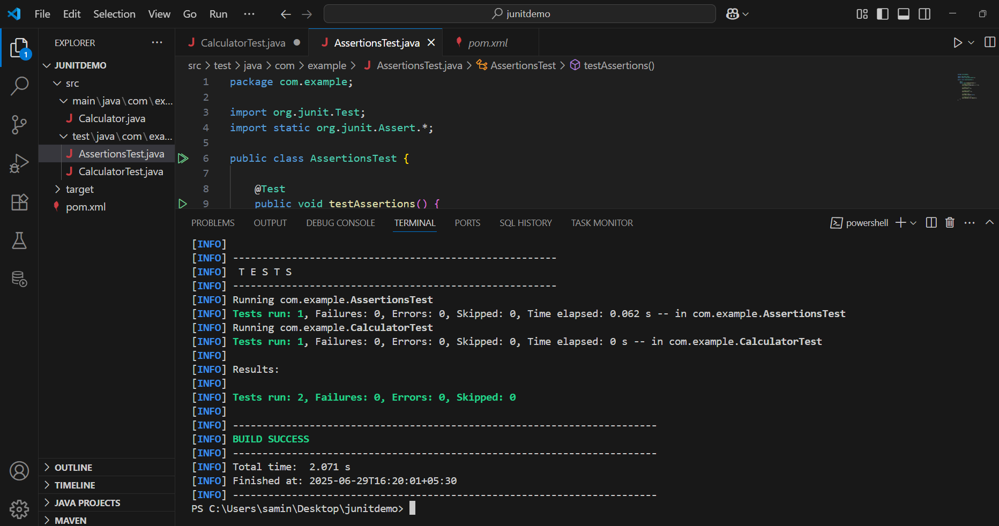 File Edit Selection View Go Run ··· junitdemo
EXPLORER ···
JUNITDEMO
src
main\java\com\ex...
Calculator.java
test\java\com\exa...
AssertionsTest.java
CalculatorTest.java
target
pom.xml
OUTLINE
TIMELINE
JAVA PROJECTS
MAVEN
1
CalculatorTest.java AssertionsTest.java pom.xml
src > test > java > com > example > AssertionsTest.java > AssertionsTest > testAssertions()
1 package com.example;
2
3 import org.junit.Test;
4 import static org.junit.Assert.*;
5
6 public class AssertionsTest {
7
8 @Test
9 public void testAssertions() {
PROBLEMS OUTPUT DEBUG CONSOLE TERMINAL PORTS SQL HISTORY TASK MONITOR powershell
[INFO]
[INFO] -------------------------------------------------------
[INFO]  T E S T S
[INFO] -------------------------------------------------------
[INFO] Running com.example.AssertionsTest
[INFO] Tests run: 1, Failures: 0, Errors: 0, Skipped: 0, Time elapsed: 0.062 s -- in com.example.AssertionsTest
[INFO] Running com.example.CalculatorTest
[INFO] Tests run: 1, Failures: 0, Errors: 0, Skipped: 0, Time elapsed: 0 s -- in com.example.CalculatorTest
[INFO]
[INFO] Results:
[INFO]
[INFO] Tests run: 2, Failures: 0, Errors: 0, Skipped: 0
[INFO]
[INFO] ------------------------------------------------------------------------
[INFO] BUILD SUCCESS
[INFO] ------------------------------------------------------------------------
[INFO] Total time:  2.071 s
[INFO] Finished at: 2025-06-29T16:20:01+05:30
[INFO] ------------------------------------------------------------------------
PS C:\Users\samin\Desktop\junitdemo>